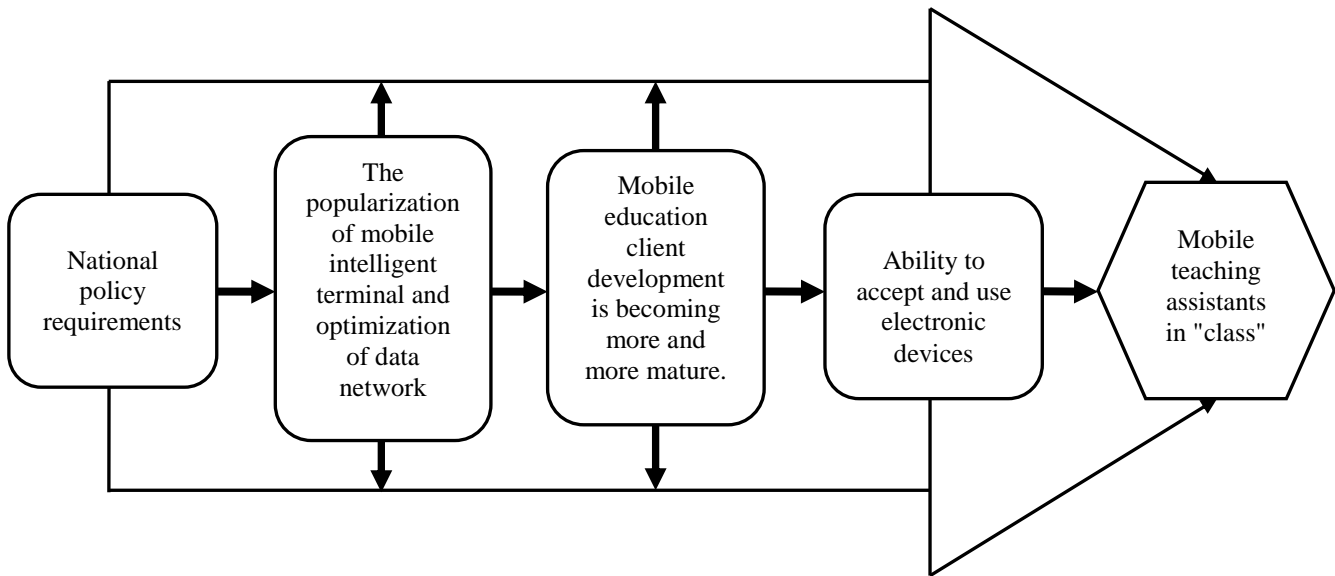 National
policy
requirements
The
popularization
of mobile
intelligent
terminal and
optimization
of data
network
Mobile
education
client
development
is becoming
more and
more mature.
Ability to
accept and use
electronic
devices
Mobile
teaching
assistants
in "class"